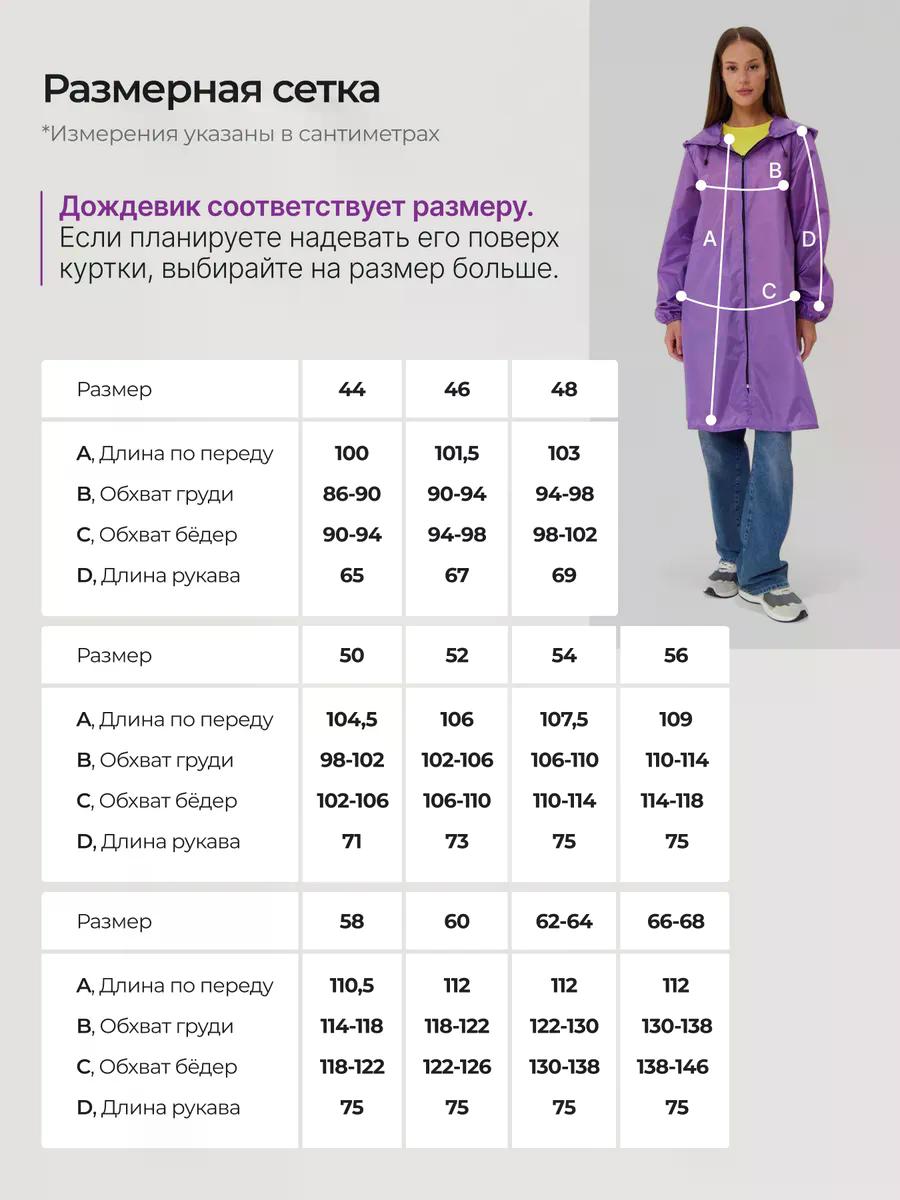 Размерная сетка
*Измерения указаны в сантиметрах
Дождевик соответствует размеру.
Если планируете надевать его поверх
куртки, выбирайте на размер больше.
B
A
D
C
Размер 44 46 48
A, Длина по переду 100 101,5 103
B, Обхват груди 86-90 90-94 94-98
C, Обхват бёдер 90-94 94-98 98-102
D, Длина рукава 65 67 69
Размер 50 52 54 56
A, Длина по переду 104,5 106 107,5 109
B, Обхват груди 98-102 102-106 106-110 110-114
C, Обхват бёдер 102-106 106-110 110-114 114-118
D, Длина рукава 71 73 75 75
Размер 58 60 62-64 66-68
A, Длина по переду 110,5 112 112 112
B, Обхват груди 114-118 118-122 122-130 130-138
C, Обхват бёдер 118-122 122-126 130-138 138-146
D, Длина рукава 75 75 75 75